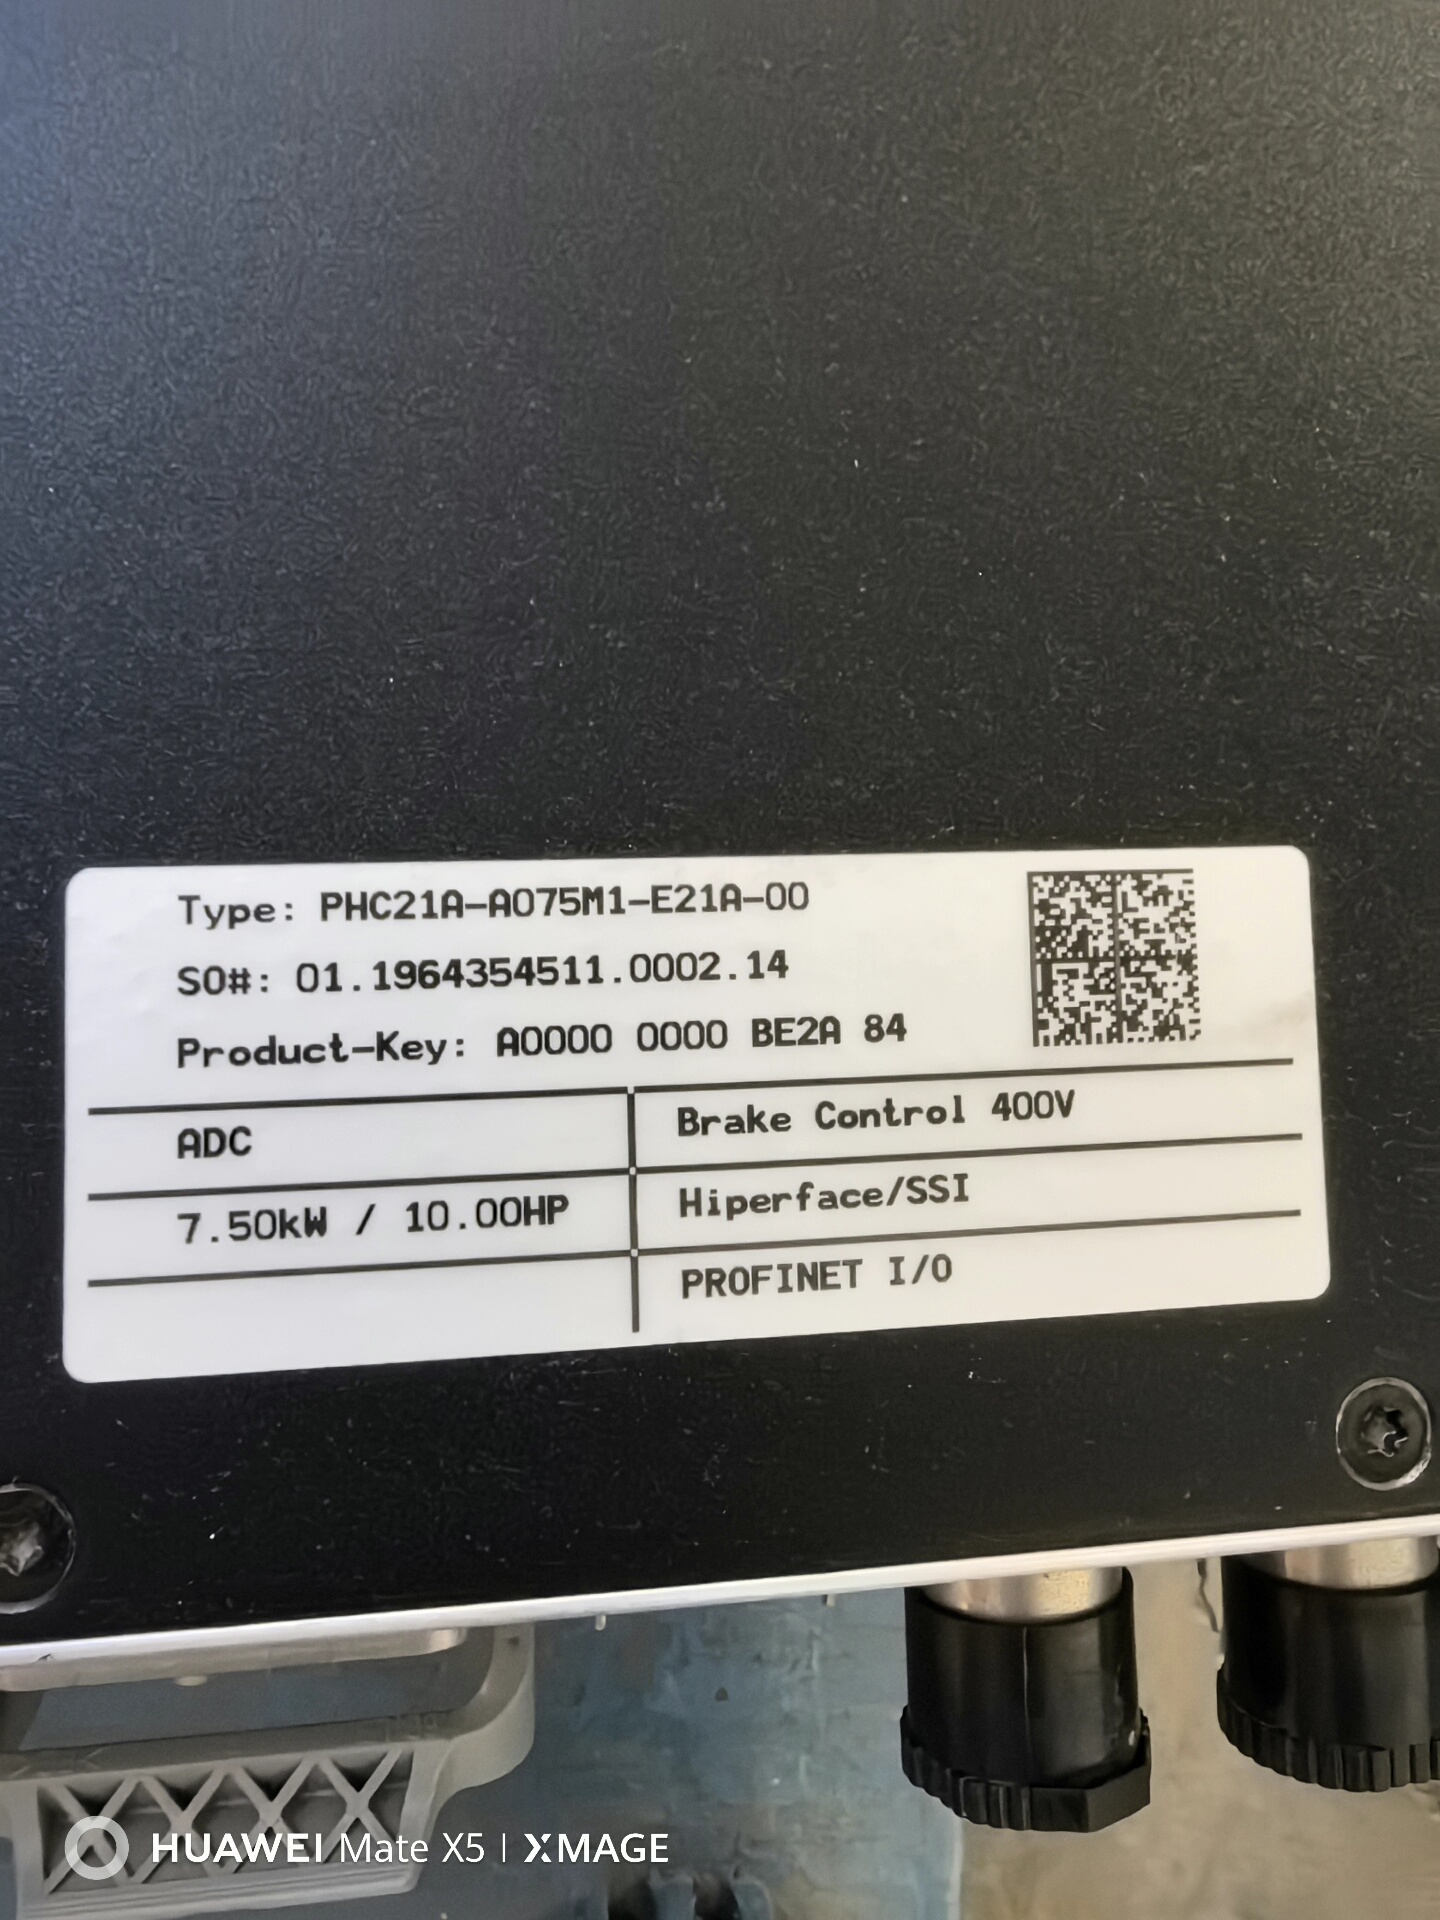 Type: PHC21A-A075M1-E21A-00
SO#: 01.1964354511.0002.14
Product-Key: A0000 0000 BE2A 84
ADC
Brake Control 400V
7.50kW / 10.00HP
Hiperface/SSI
PROFINET I/O
HUAWEI Mate X5 | XMAGE